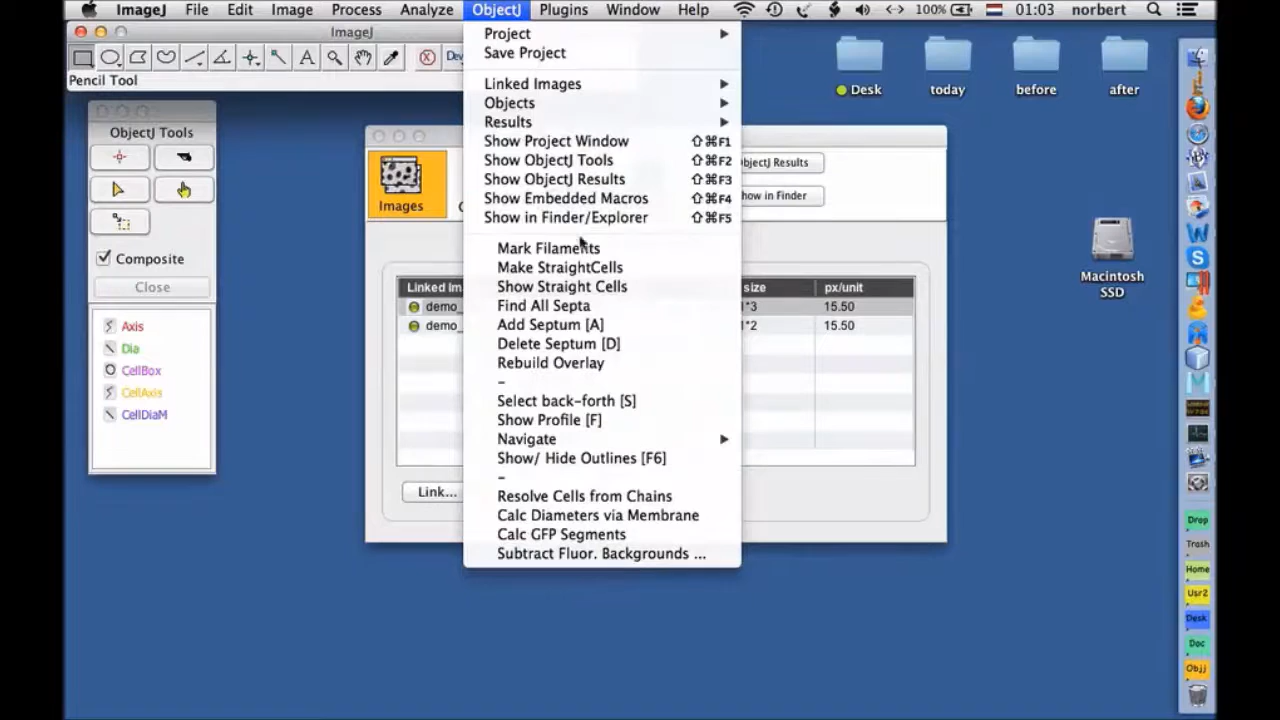 ImageJ File Edit Image Process Analyze ObjectJ Plugins Window Help 100% 01:03 norbert
ImageJ
Dev
Pencil Tool
ObjectJ Tools
Composite
Close
Axis
Dia
CellBox
CellAxis
CellDiaM
Project
Save Project
Linked Images
Objects
Results
Show Project Window ⇧⌘F1
Show ObjectJ Tools ⇧⌘F2
Show ObjectJ Results ⇧⌘F3
Show Embedded Macros ⇧⌘F4
Show in Finder/Explorer ⇧⌘F5
Mark Filaments
Make StraightCells
Show Straight Cells
Find All Septa
Add Septum [A]
Delete Septum [D]
Rebuild Overlay
–
Select back-forth [S]
Show Profile [F]
Navigate
Show/ Hide Outlines [F6]
–
Resolve Cells from Chains
Calc Diameters via Membrane
Calc GFP Segments
Subtract Fluor. Backgrounds ...
Images
bjectJ Results
how in Finder
Linked Im size px/unit
demo_ *3 15.50
demo_ *2 15.50
Link...
Desk
today
before
after
Macintosh
SSD
Drop
Trash
Home
Usr2
Desk
Doc
ObjJ